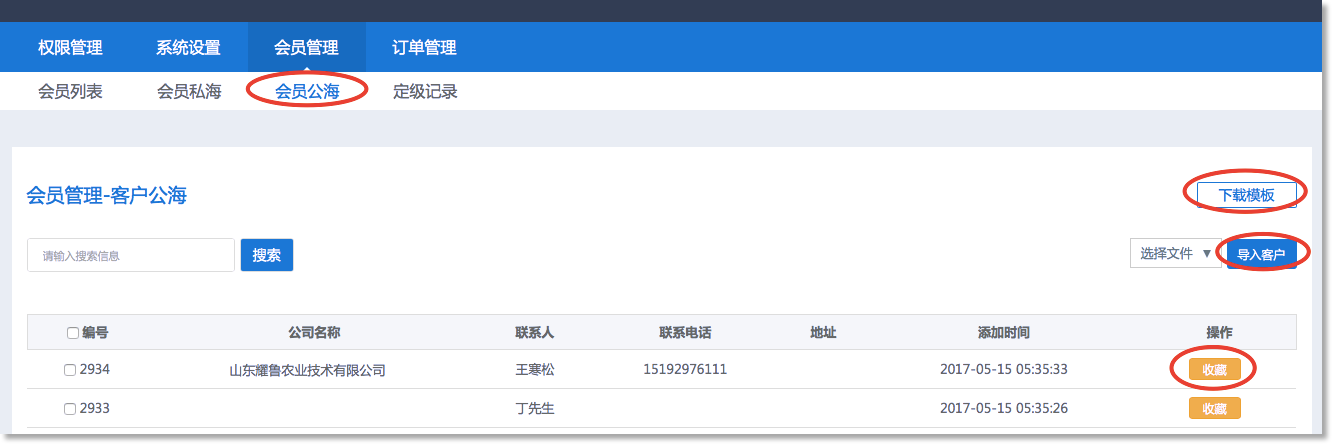 权限管理 系统设置 会员管理 订单管理
会员列表 会员私海 会员公海 定级记录
会员管理-客户公海 下载模板
请输入搜索信息 搜索 选择文件 ▼ 导入客户
编号 公司名称 联系人 联系电话 地址 添加时间 操作
2934 山东耀鲁农业技术有限公司 王寒松 15192976111 2017-05-15 05:35:33 收藏
2933 丁先生 2017-05-15 05:35:26 收藏